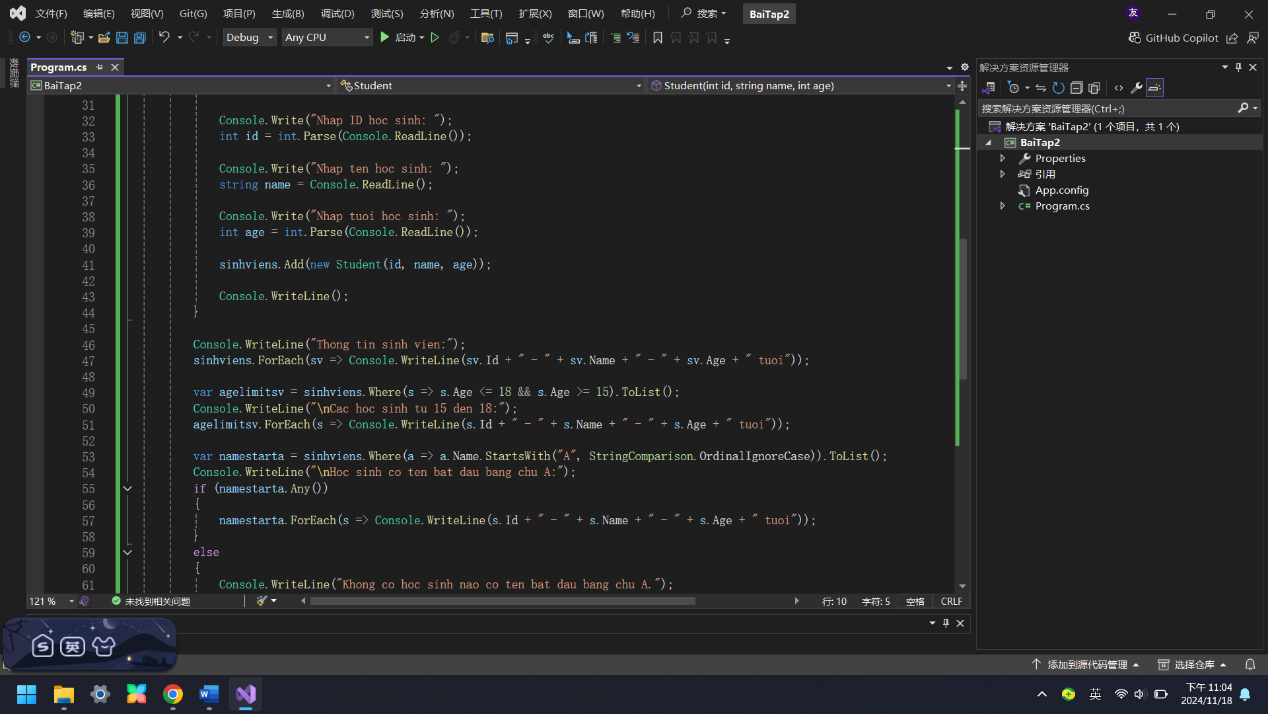 文件(F) 编辑(E) 视图(V) Git(G) 项目(P) 生成(B) 调试(D) 测试(S) 分析(N) 工具(T) 扩展(X) 窗口(W) 帮助(H) 搜索 BaiTap2 友
Debug Any CPU 启动 GitHub Copilot
Program.cs
BaiTap2 Student Student(int id, string name, int age)
31
32 Console.Write("Nhap ID hoc sinh: ");
33 int id = int.Parse(Console.ReadLine());
34
35 Console.Write("Nhap ten hoc sinh: ");
36 string name = Console.ReadLine();
37
38 Console.Write("Nhap tuoi hoc sinh: ");
39 int age = int.Parse(Console.ReadLine());
40
41 sinhviens.Add(new Student(id, name, age));
42
43 Console.WriteLine();
44 }
45
46 Console.WriteLine("Thong tin sinh vien:");
47 sinhviens.ForEach(sv => Console.WriteLine(sv.Id + " - " + sv.Name + " - " + sv.Age + " tuoi"));
48
49 var agelimitsv = sinhviens.Where(s => s.Age <= 18 && s.Age >= 15).ToList();
50 Console.WriteLine("\nCac hoc sinh tu 15 den 18:");
51 agelimitsv.ForEach(s => Console.WriteLine(s.Id + " - " + s.Name + " - " + s.Age + " tuoi"));
52
53 var namestarta = sinhviens.Where(a => a.Name.StartsWith("A", StringComparison.OrdinalIgnoreCase)).ToList();
54 Console.WriteLine("\nHoc sinh co ten bat dau bang chu A:");
55 if (namestarta.Any())
56 {
57 namestarta.ForEach(s => Console.WriteLine(s.Id + " - " + s.Name + " - " + s.Age + " tuoi"));
58 }
59 else
60 {
61 Console.WriteLine("Khong co hoc sinh nao co ten bat dau bang chu A.");
121 % 未找到相关问题 行: 10 字符: 5 空格 CRLF
解决方案资源管理器
搜索解决方案资源管理器(Ctrl+;)
解决方案 'BaiTap2' (1 个项目，共 1 个)
BaiTap2
Properties
引用
App.config
Program.cs
S 英
添加到源代码管理 选择仓库
英 下午 11:04
2024/11/18